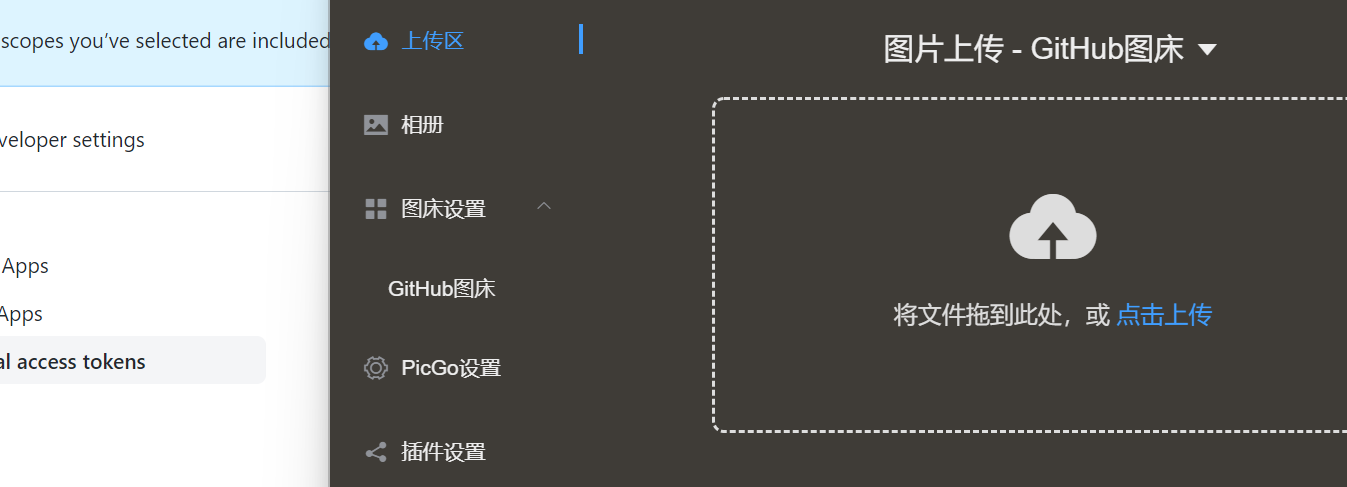 scopes you've selected are included
veloper settings
Apps
Apps
access tokens
上传区
相册
图床设置
GitHub图床
PicGo设置
插件设置
图片上传 - GitHub图床
将文件拖到此处，或 点击上传